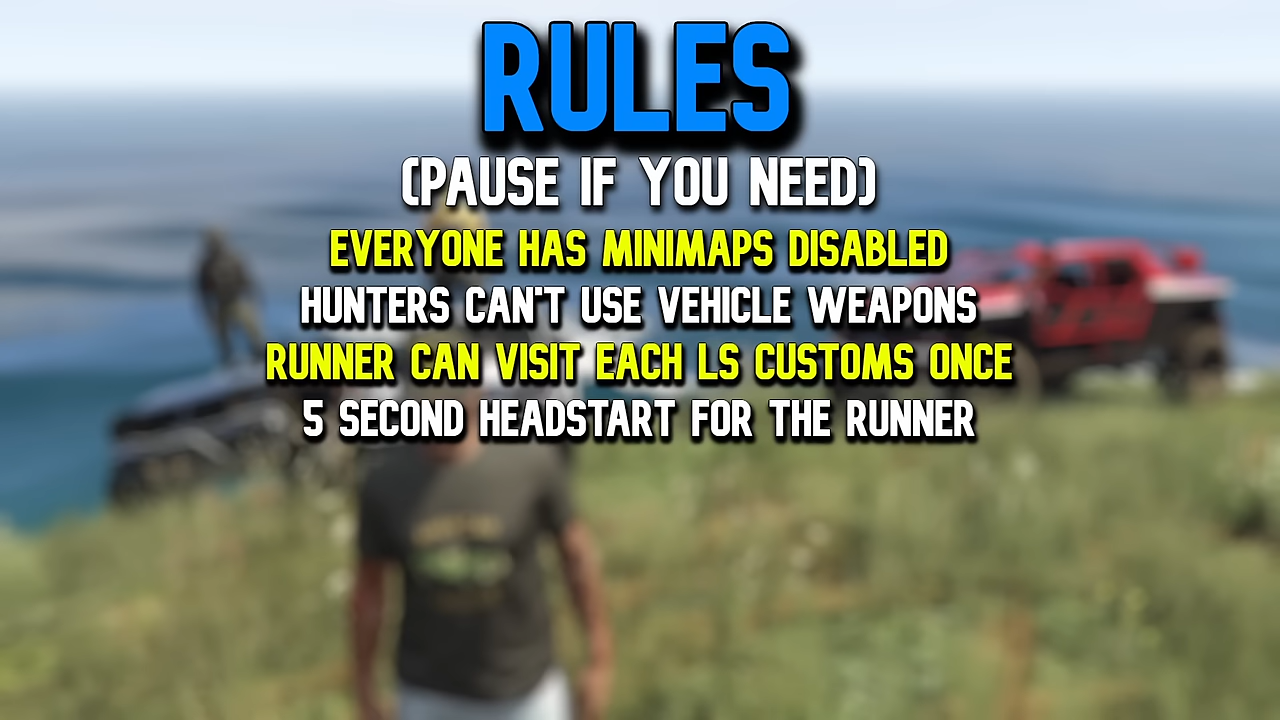 RULES
(PAUSE IF YOU NEED)
EVERYONE HAS MINIMAPS DISABLED
HUNTERS CAN'T USE VEHICLE WEAPONS
RUNNER CAN VISIT EACH LS CUSTOMS ONCE
5 SECOND HEADSTART FOR THE RUNNER